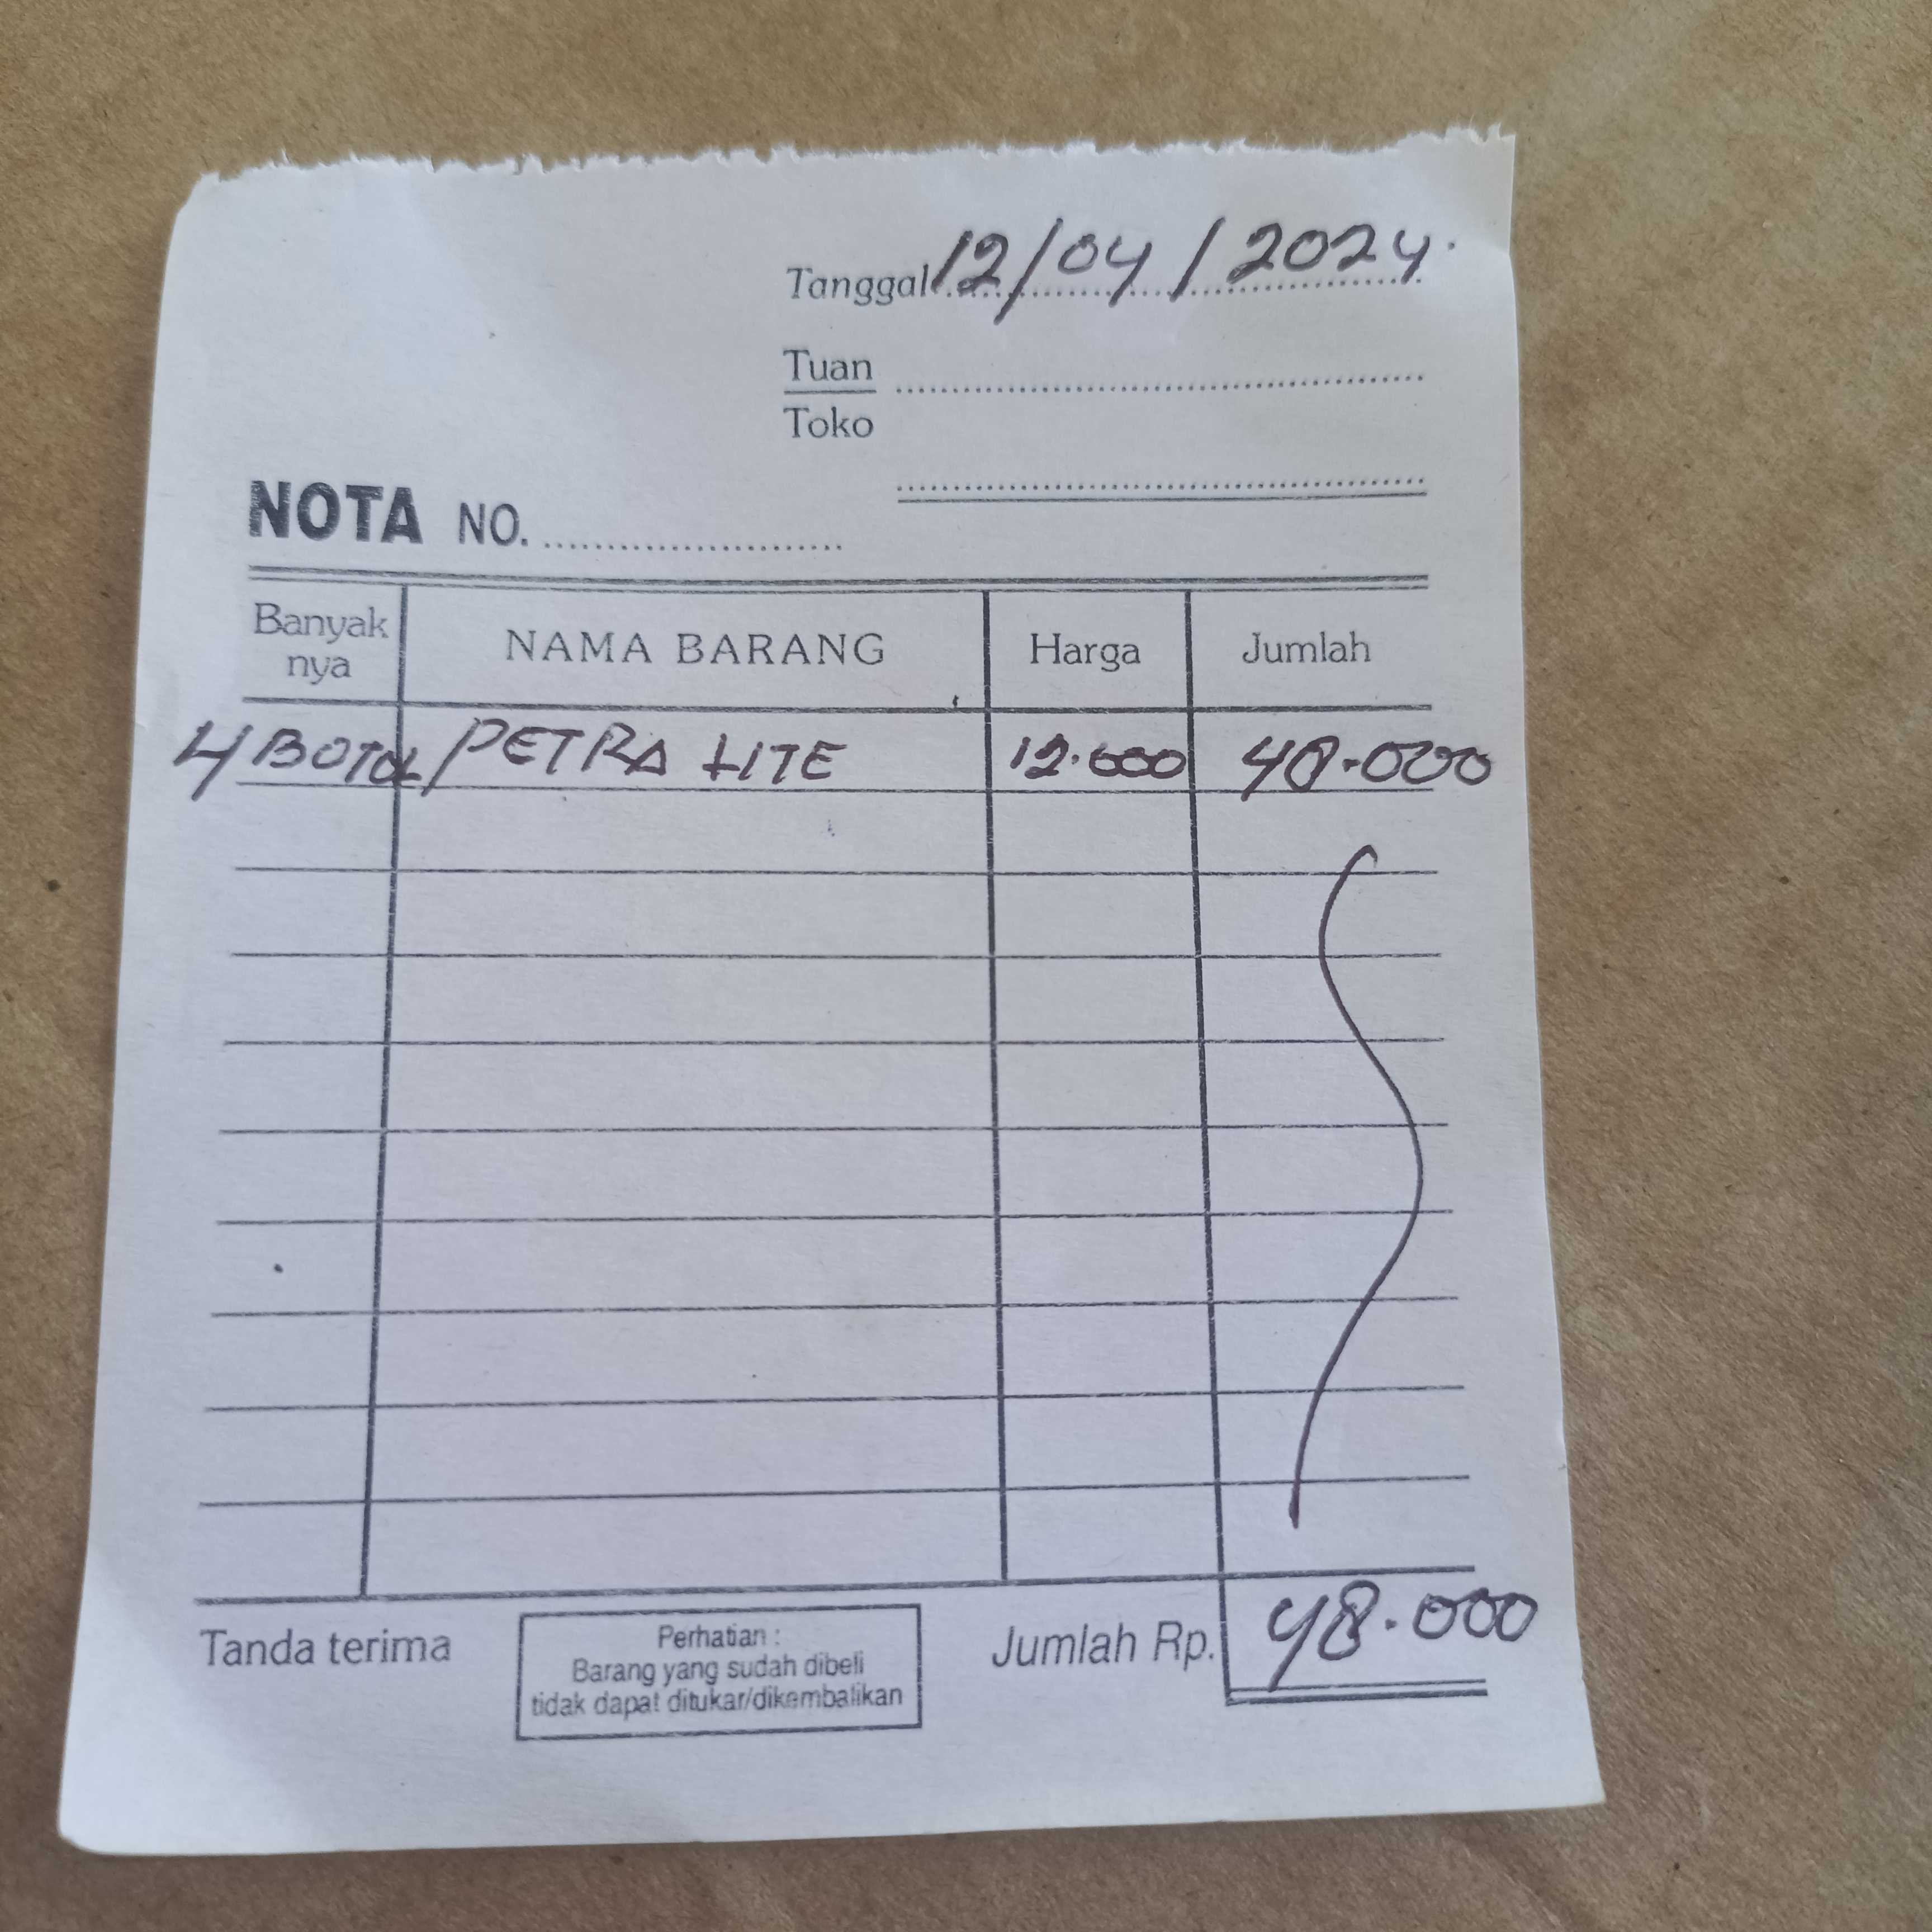 Tanggal 12/04/2024.
Tuan
Toko
NOTA NO.
Banyak nya NAMA BARANG Harga Jumlah
4 BOTOL / PETRA LITE 12.000 48.000
Tanda terima
Perhatian :
Barang yang sudah dibeli
tidak dapat ditukar/dikembalikan
Jumlah Rp. 48.000